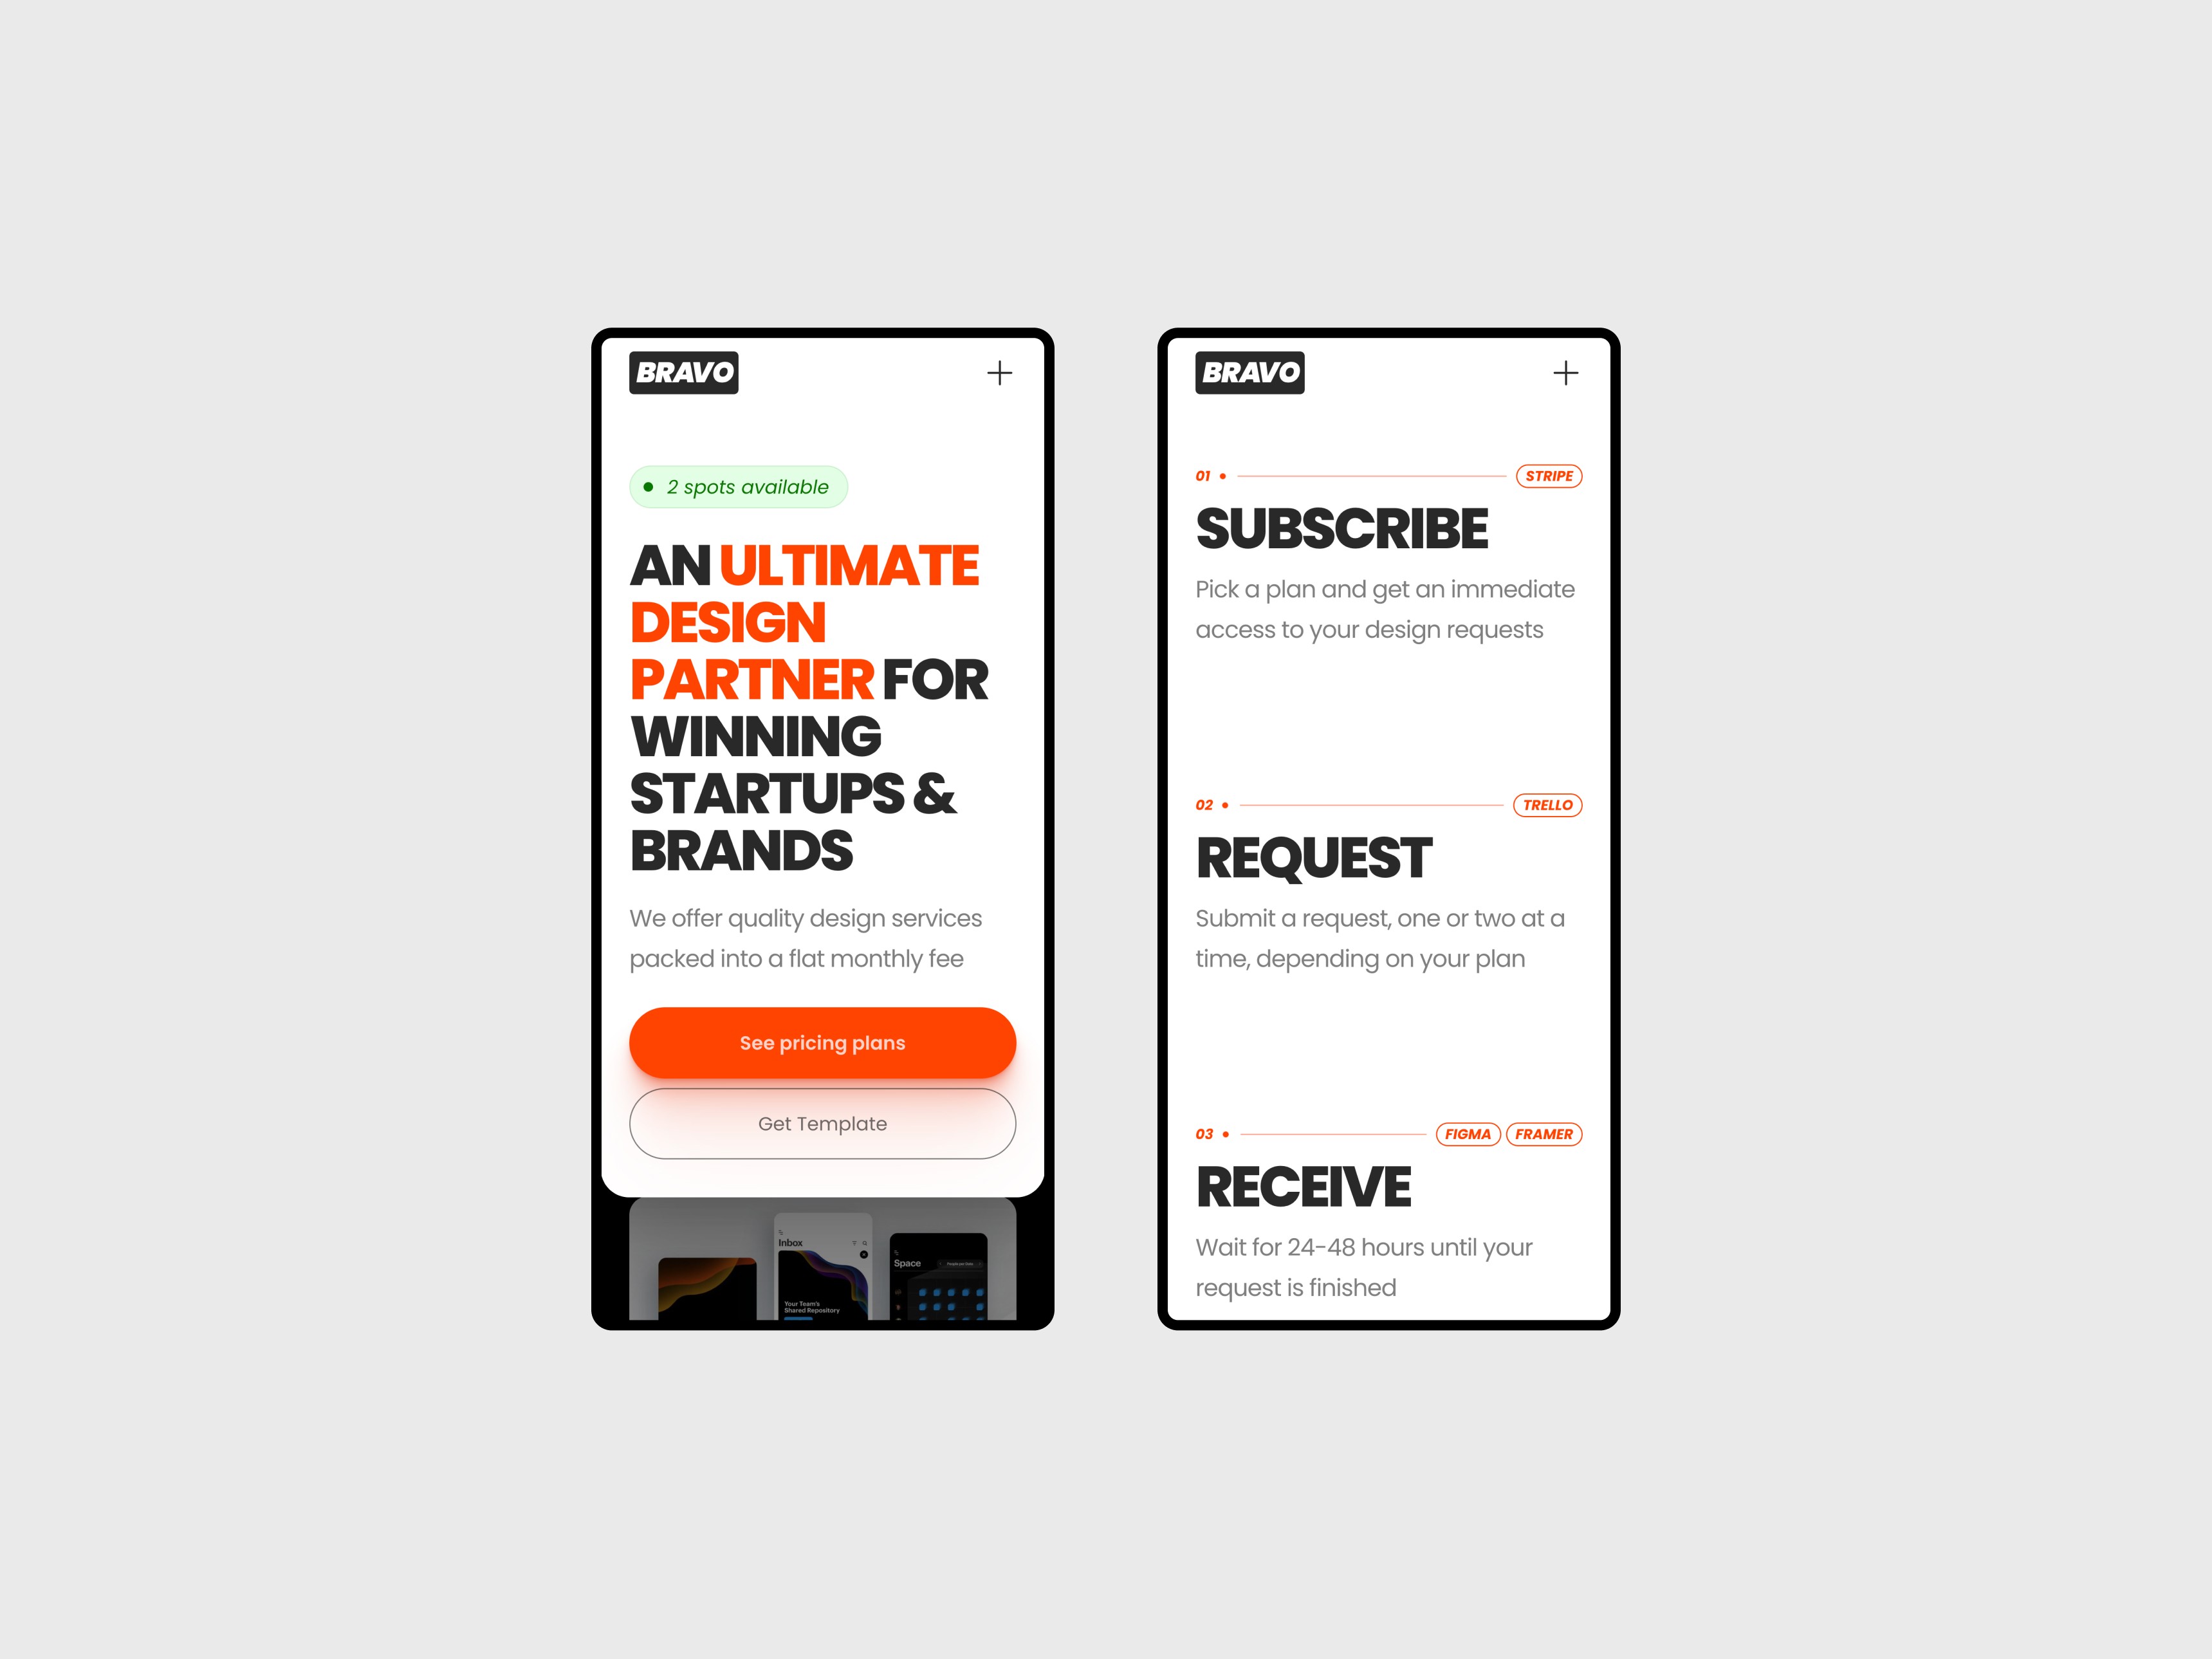 BRAVO
2 spots available
AN ULTIMATE
DESIGN
PARTNER FOR
WINNING
STARTUPS &
BRANDS
We offer quality design services
packed into a flat monthly fee
See pricing plans
Get Template
Inbox
Your Team's
Shared Repository
Space
People per Data
BRAVO
01 STRIPE
SUBSCRIBE
Pick a plan and get an immediate
access to your design requests
02 TRELLO
REQUEST
Submit a request, one or two at a
time, depending on your plan
03 FIGMA FRAMER
RECEIVE
Wait for 24-48 hours until your
request is finished